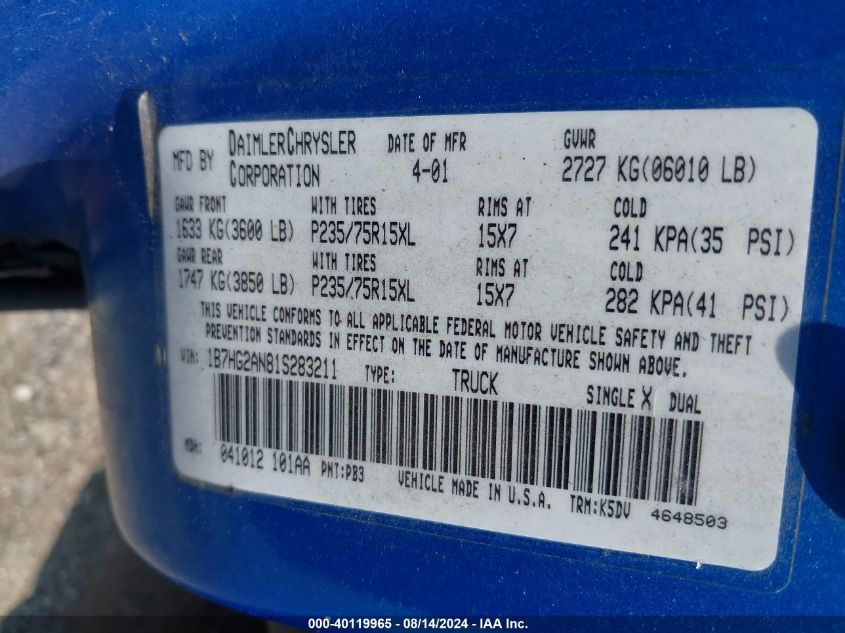 MFD BY DAIMLERCHRYSLER CORPORATION DATE OF MFR 4-01 GVWR 2727 KG(06010 LB)
GAWR FRONT WITH TIRES RIMS AT COLD
1633 KG(3600 LB) P235/75R15XL 15X7 241 KPA(35 PSI)
GAWR REAR WITH TIRES RIMS AT COLD
1747 KG(3850 LB) P235/75R15XL 15X7 282 KPA(41 PSI)
THIS VEHICLE CONFORMS TO ALL APPLICABLE FEDERAL MOTOR VEHICLE SAFETY AND THEFT
PREVENTION STANDARDS IN EFFECT ON THE DATE OF MANUFACTURE SHOWN ABOVE.
VIN: 1B7HG2AN81S283211 TYPE: TRUCK SINGLE X DUAL
MDH: 041012 101AA PNT:PB3 VEHICLE MADE IN U.S.A. TRM:K5DV 4648503
000-40119965 - 08/14/2024 - IAA Inc.